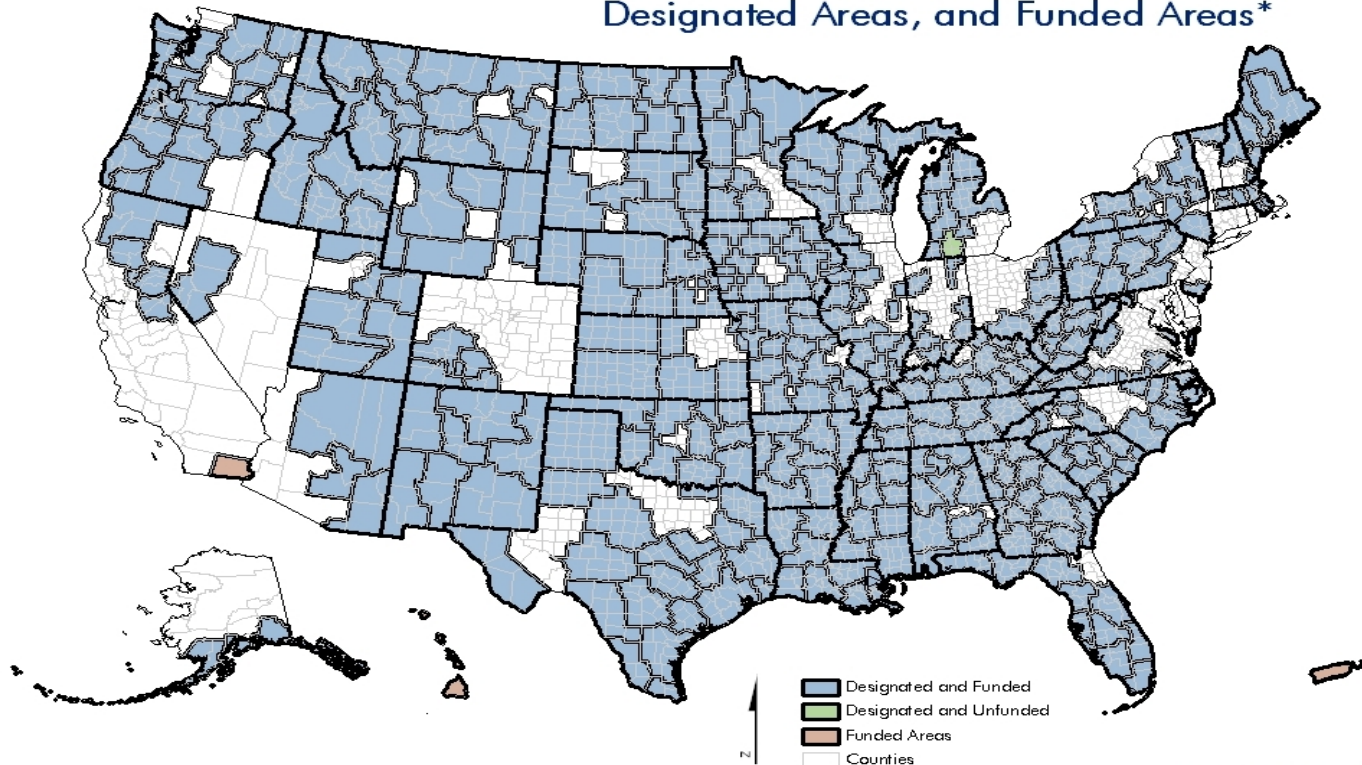 Designated Areas, and Funded Areas*
Designated and Funded
Designated and Unfunded
Funded Areas
Counties
N